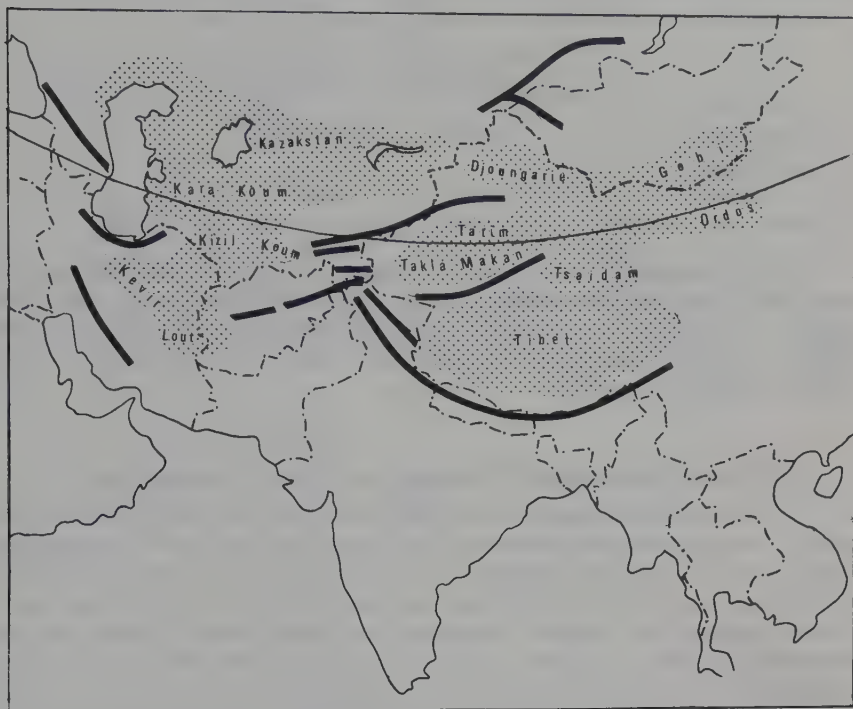 Kazakstan
Djoungarie
Gobi
Kara Koum
Ordos
Tarim
Kizil Koum
Takla Makan
Tsaidam
Kevir
Lout
Tibet